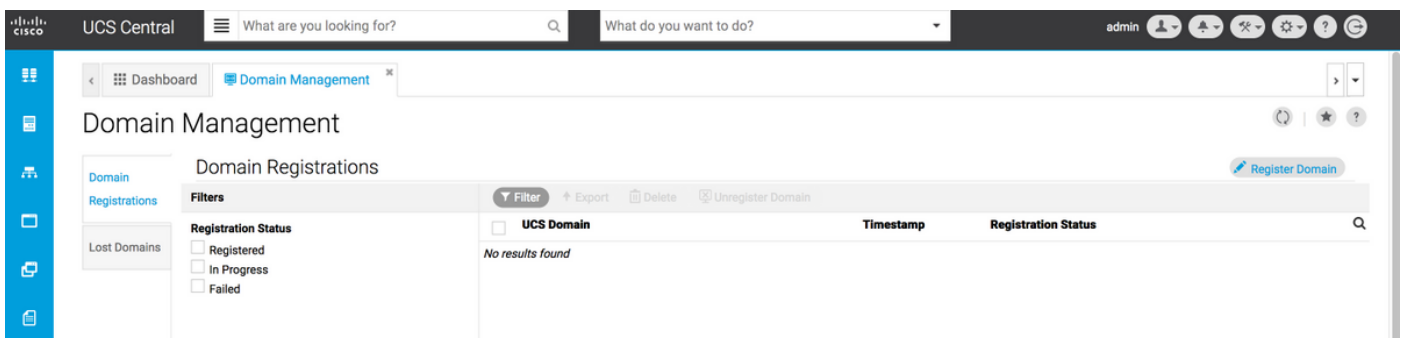 CISCO UCS Central What are you looking for? What do you want to do? admin ?
Dashboard Domain Management
Domain Management ?
Domain Registrations Register Domain
Domain
Registrations
Lost Domains
Filters Filter + Export Delete Unregister Domain
Registration Status UCS Domain Timestamp Registration Status
Registered
In Progress
Failed
No results found